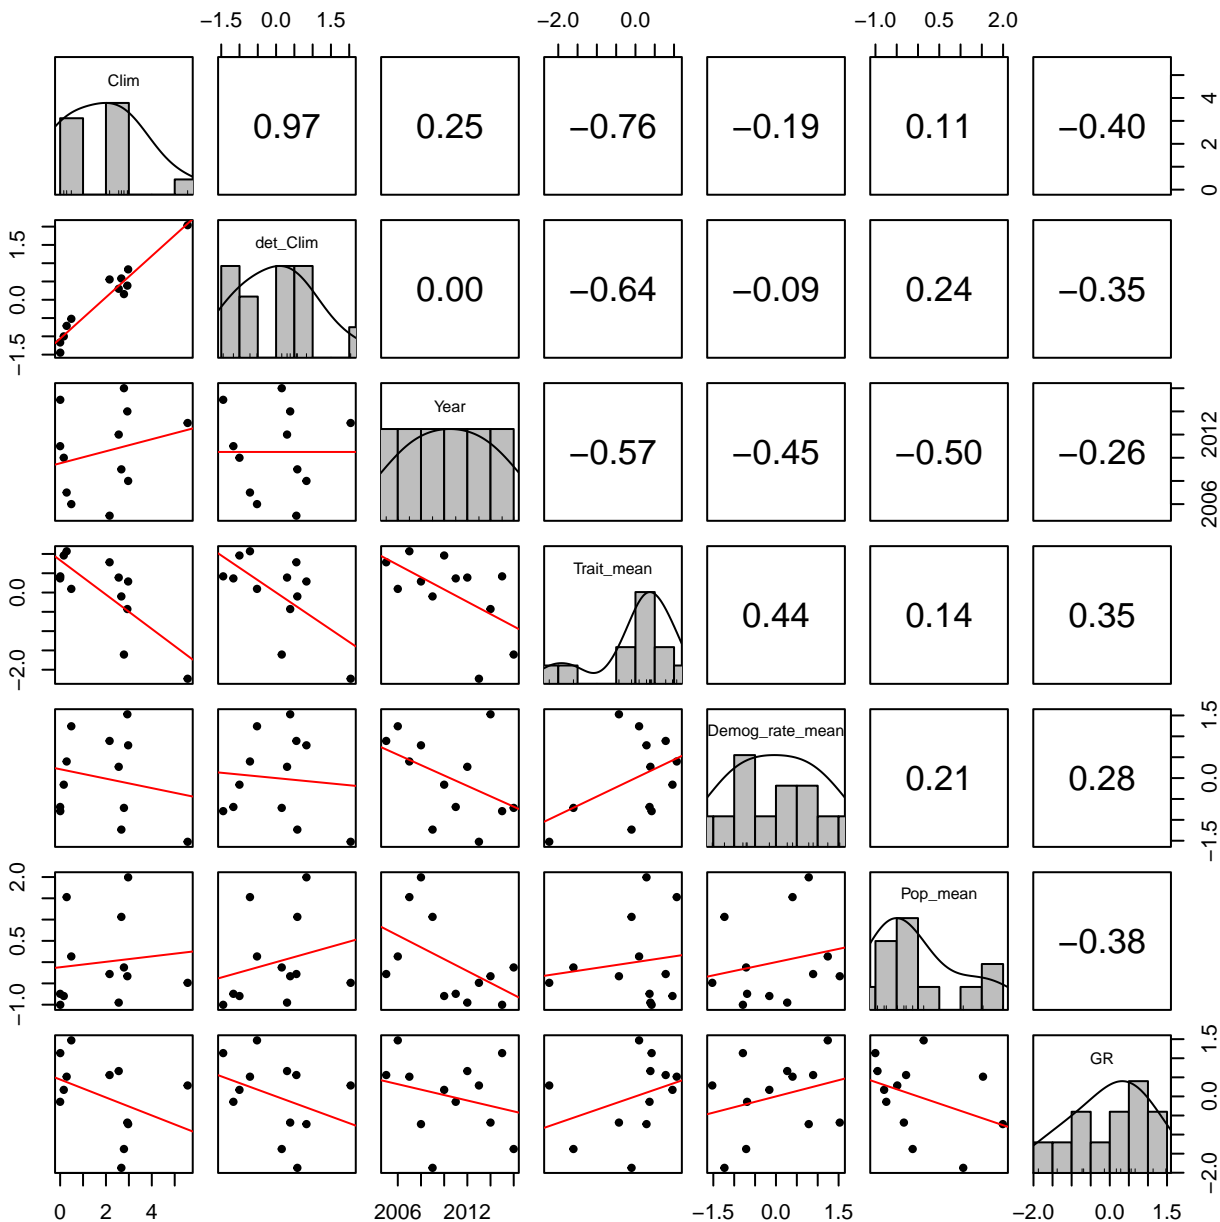 −1.5 0.0 1.5 −2.0 0.0 −1.0 0.5 2.0
Clim 0.97 0.25 −0.76 −0.19 0.11 −0.40 0 2 4
−1.5 0.0 1.5 det_Clim 0.00 −0.64 −0.09 0.24 −0.35
Year −0.57 −0.45 −0.50 −0.26 2006 2012
−2.0 0.0 Trait_mean 0.44 0.14 0.35
Demog_rate_mean 0.21 0.28 −1.5 0.0 1.5
−1.0 0.5 2.0 Pop_mean −0.38
GR −2.0 0.0 1.5
0 2 4 2006 2012 −1.5 0.0 1.5 −2.0 0.0 1.5